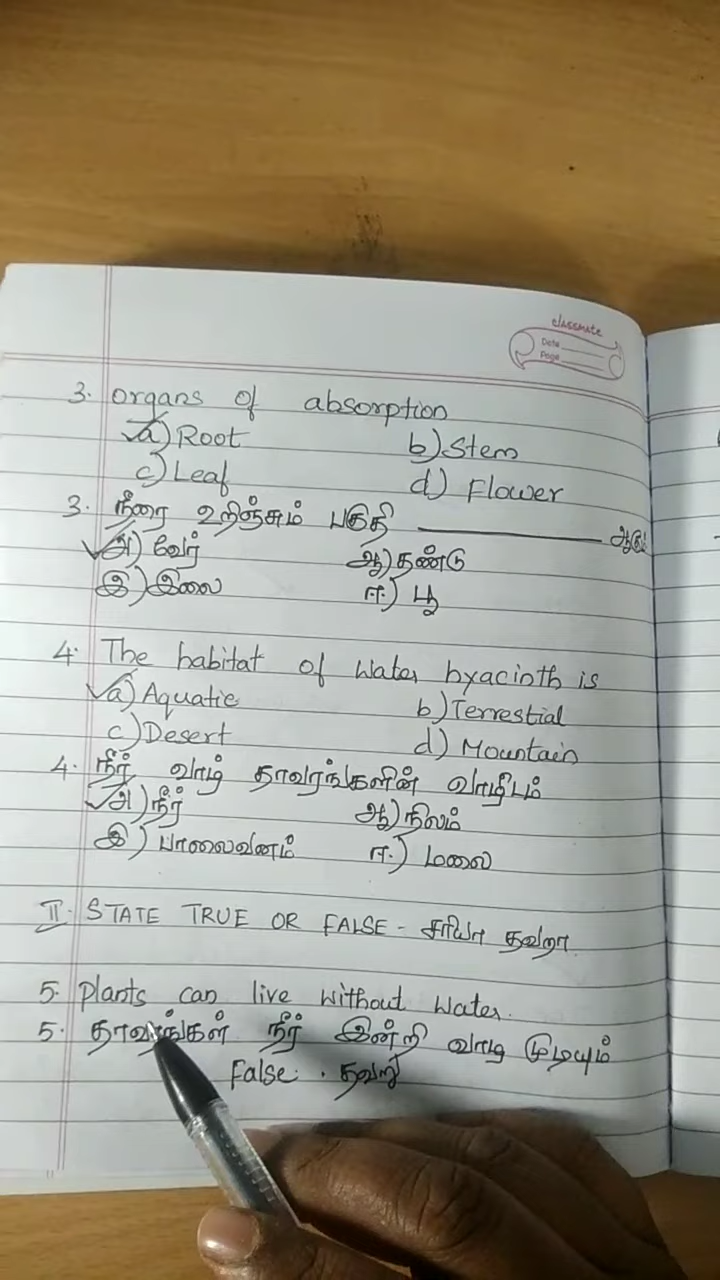 classmate
Date
Page
3. organs of absorption
a) Root b) Stem
c) Leaf d) Flower
3. நீரை உறிஞ்சும் பகுதி ________ ஆகும்
அ) வேர் ஆ) தண்டு
இ) இலை ஈ) பூ
4. The habitat of water hyacinth is
a) Aquatic b) Terrestial
c) Desert d) Mountain
4. நீர் வாழ் தாவரங்களின் வாழிடம்
அ) நீர் ஆ) நிலம்
இ) பாலைவனம் ஈ) மலை
II. STATE TRUE OR FALSE - சரியா தவறா.
5. Plants can live without water.
5. தாவரங்கள் நீர் இன்றி வாழ முடியும்
False. தவறு